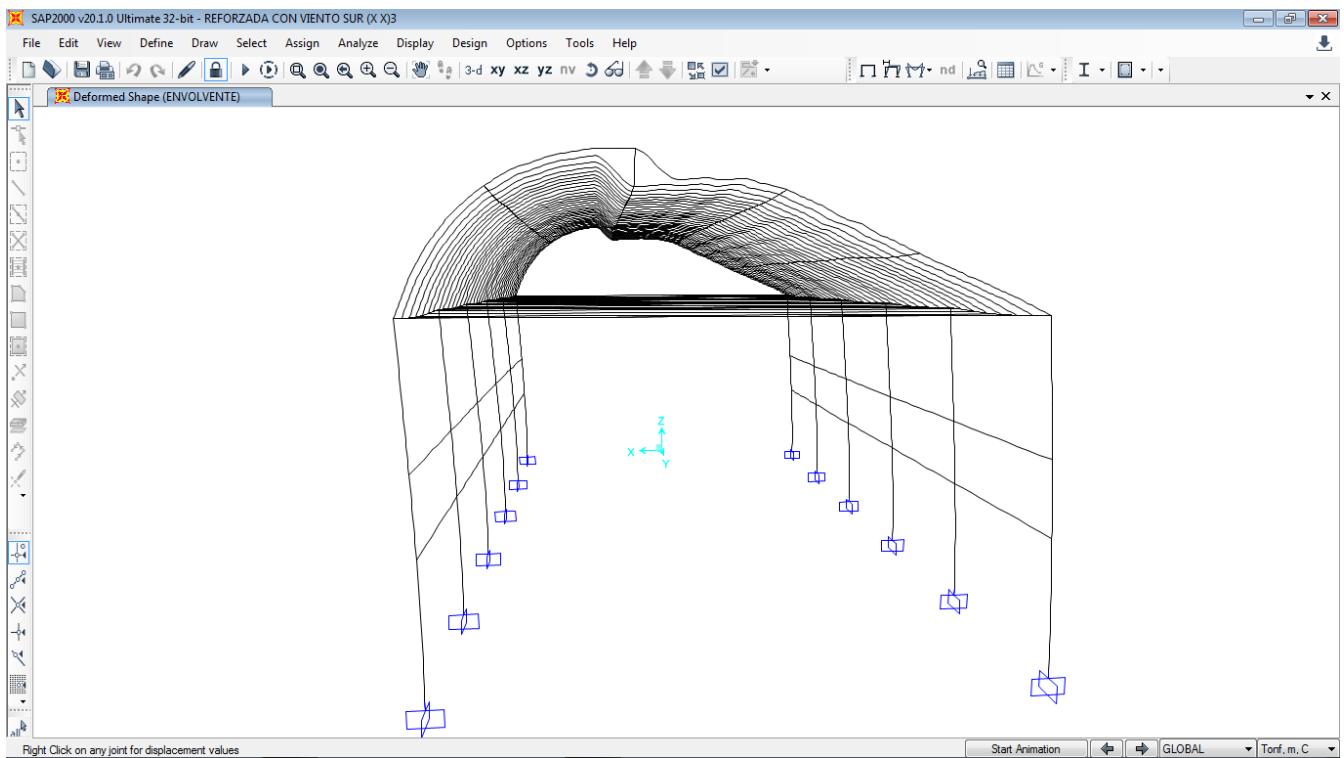 SAP2000 v20.1.0 Ultimate 32-bit - REFORZADA CON VIENTO SUR (X X)3
File Edit View Define Draw Select Assign Analyze Display Design Options Tools Help
3-d xy xz yz nv nd
Deformed Shape (ENVOLVENTE)
Z
X
Y
all
Right Click on any joint for displacement values
Start Animation
GLOBAL
Tonf, m, C